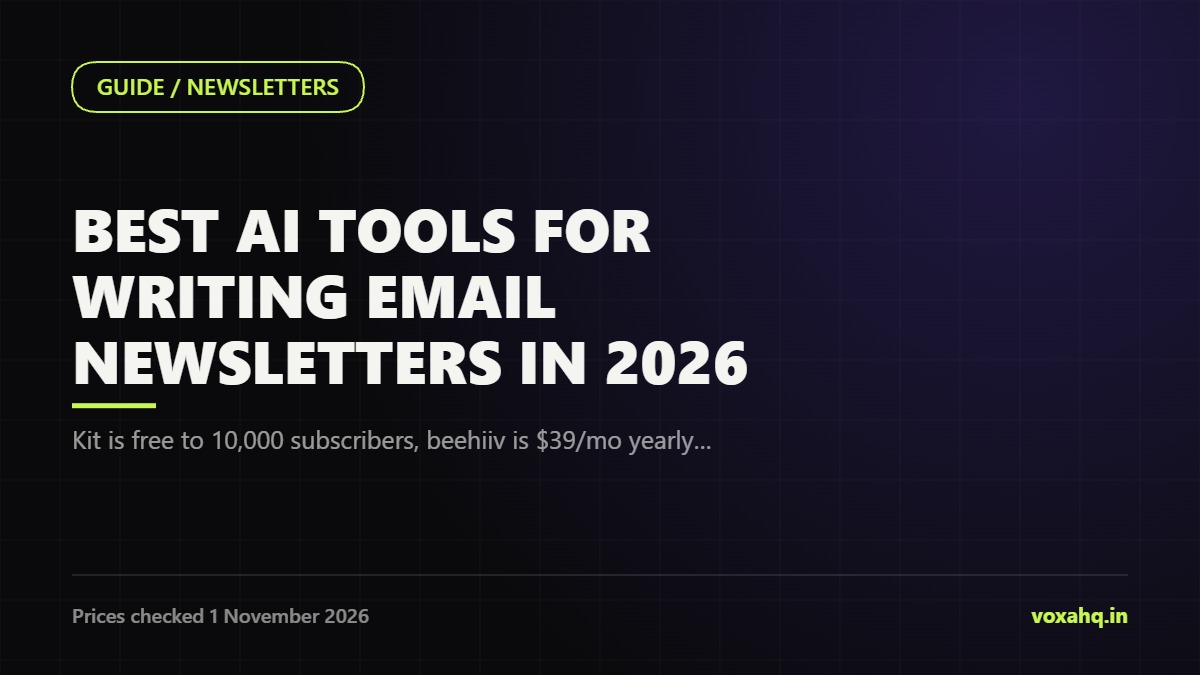 GUIDE / NEWSLETTERS
BEST AI TOOLS FOR
WRITING EMAIL
NEWSLETTERS IN 2026
Kit is free to 10,000 subscribers, beehiiv is $39/mo yearly...
Prices checked 1 November 2026
voxahq.in